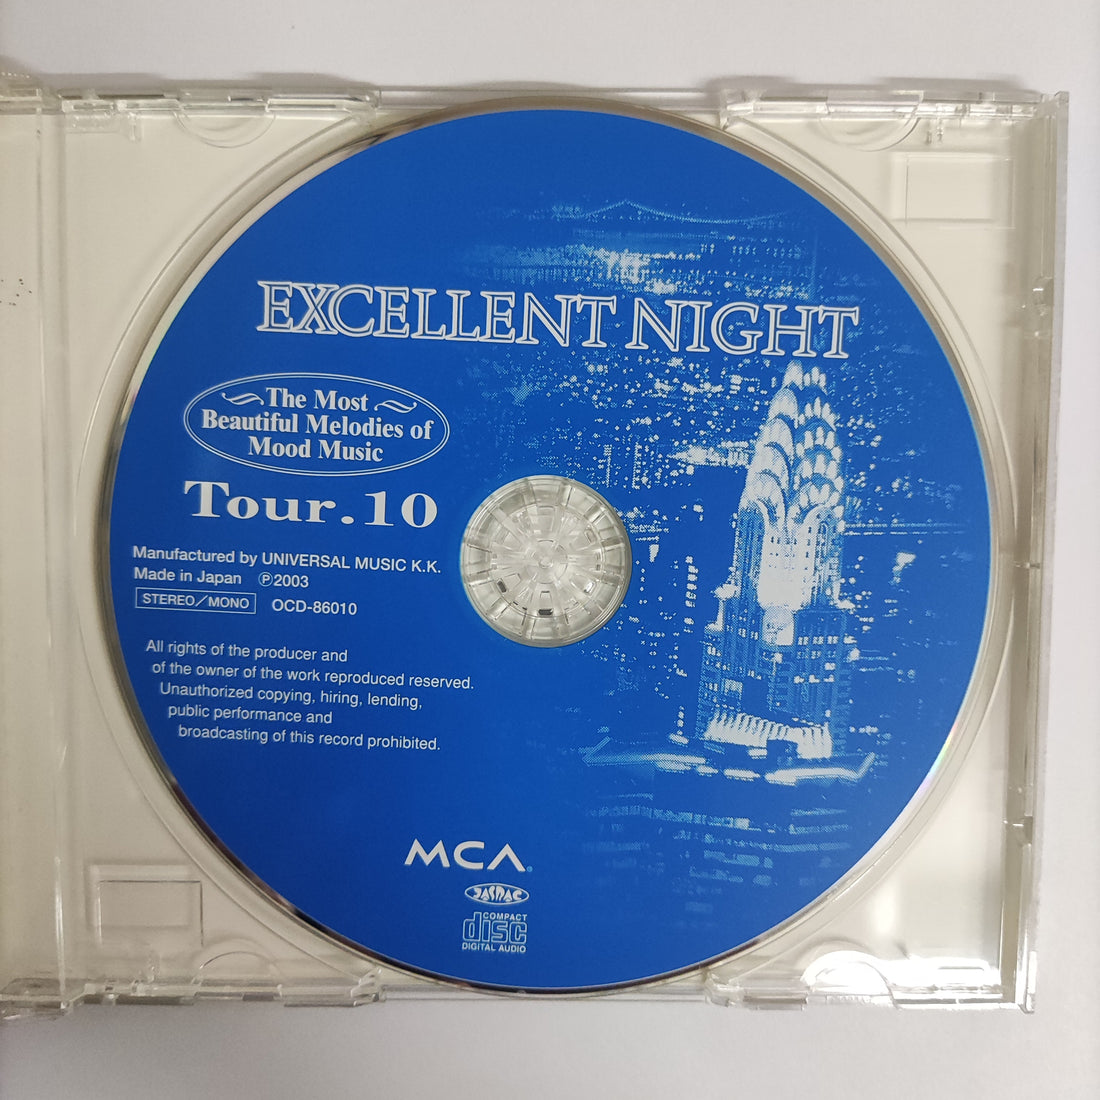 EXCELLENT NIGHT
The Most
Beautiful Melodies of
Mood Music
Tour.10
Manufactured by UNIVERSAL MUSIC K.K.
Made in Japan ℗2003
STEREO/MONO OCD-86010
All rights of the producer and
of the owner of the work reproduced reserved.
Unauthorized copying, hiring, lending,
public performance and
broadcasting of this record prohibited.
MCA
JASRAC
COMPACT
disc
DIGITAL AUDIO